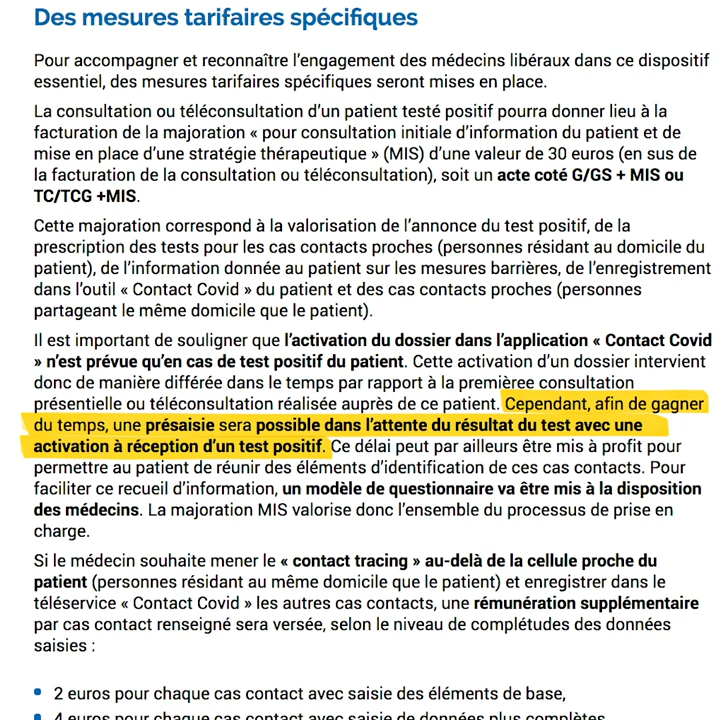 Des mesures tarifaires spécifiques
Pour accompagner et reconnaître l'engagement des médecins libéraux dans ce dispositif
essentiel, des mesures tarifaires spécifiques seront mises en place.
La consultation ou téléconsultation d'un patient testé positif pourra donner lieu à la
facturation de la majoration « pour consultation initiale d'information du patient et de
mise en place d'une stratégie thérapeutique » (MIS) d'une valeur de 30 euros (en sus de
la facturation de la consultation ou téléconsultation), soit un acte coté G/GS + MIS ou
TC/TCG +MIS.
Cette majoration correspond à la valorisation de l'annonce du test positif, de la
prescription des tests pour les cas contacts proches (personnes résidant au domicile du
patient), de l'information donnée au patient sur les mesures barrières, de l'enregistrement
dans l'outil « Contact Covid » du patient et des cas contacts proches (personnes
partageant le même domicile que le patient).
Il est important de souligner que l'activation du dossier dans l'application « Contact Covid
» n'est prévue qu'en cas de test positif du patient. Cette activation d'un dossier intervient
donc de manière différée dans le temps par rapport à la premièree consultation
présentielle ou téléconsultation réalisée auprès de ce patient. Cependant, afin de gagner
du temps, une présaisie sera possible dans l'attente du résultat du test avec une
activation à réception d'un test positif. Ce délai peut par ailleurs être mis à profit pour
permettre au patient de réunir des éléments d'identification de ces cas contacts. Pour
faciliter ce recueil d'information, un modèle de questionnaire va être mis à la disposition
des médecins. La majoration MIS valorise donc l'ensemble du processus de prise en
charge.
Si le médecin souhaite mener le « contact tracing » au-delà de la cellule proche du
patient (personnes résidant au même domicile que le patient) et enregistrer dans le
téléservice « Contact Covid » les autres cas contacts, une rémunération supplémentaire
par cas contact renseigné sera versée, selon le niveau de complétudes des données
saisies :
• 2 euros pour chaque cas contact avec saisie des éléments de base,
• 4 euros pour chaque cas contact avec saisie de données plus complètes